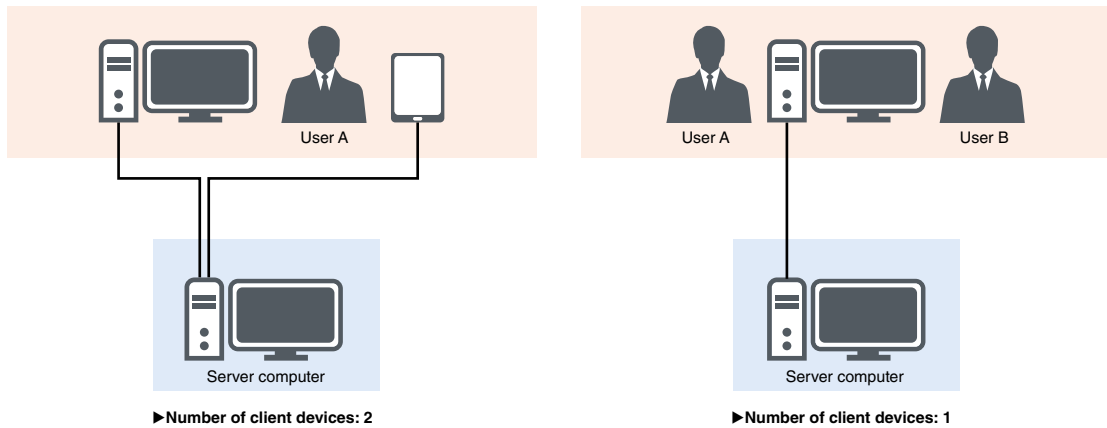 User A
Server computer
▶Number of client devices: 2
User A
User B
Server computer
▶Number of client devices: 1